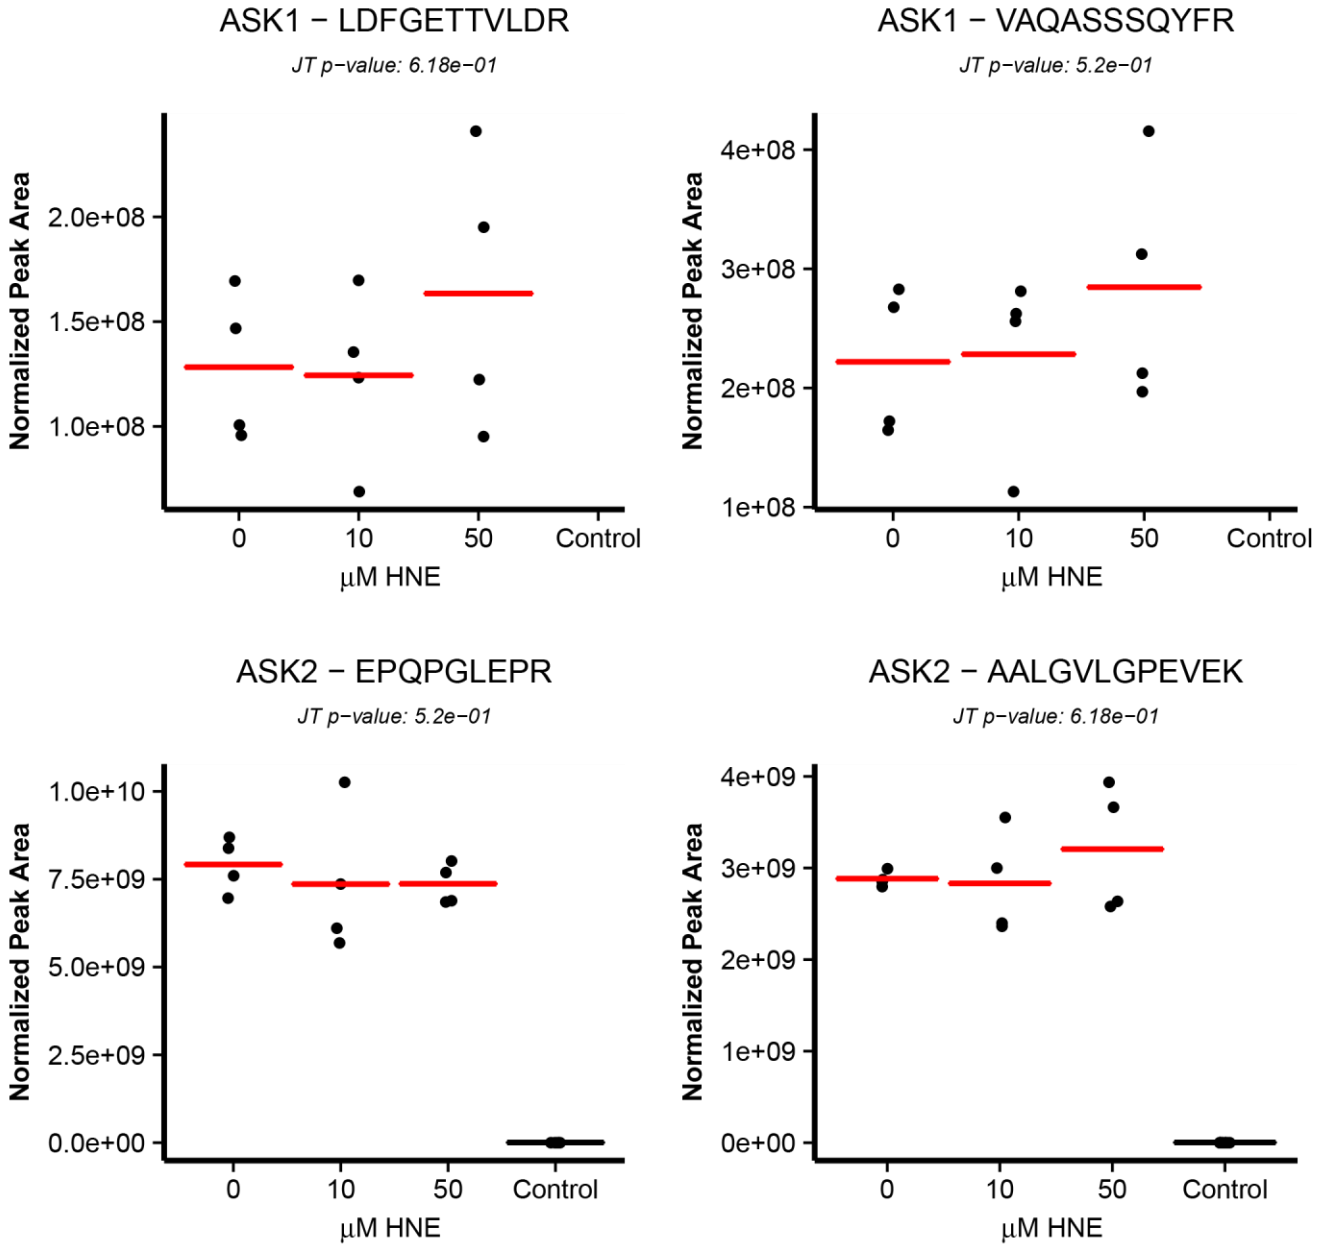 ASK1 − LDFGETTVLDR
JT p−value: 6.18e−01
Normalized Peak Area
2.0e+08
1.5e+08
1.0e+08
0 10 50 Control
μM HNE
ASK1 − VAQASSSQYFR
JT p−value: 5.2e−01
Normalized Peak Area
4e+08
3e+08
2e+08
1e+08
0 10 50 Control
μM HNE
ASK2 − EPQPGLEPR
JT p−value: 5.2e−01
Normalized Peak Area
1.0e+10
7.5e+09
5.0e+09
2.5e+09
0.0e+00
0 10 50 Control
μM HNE
ASK2 − AALGVLGPEVEK
JT p−value: 6.18e−01
Normalized Peak Area
4e+09
3e+09
2e+09
1e+09
0e+00
0 10 50 Control
μM HNE